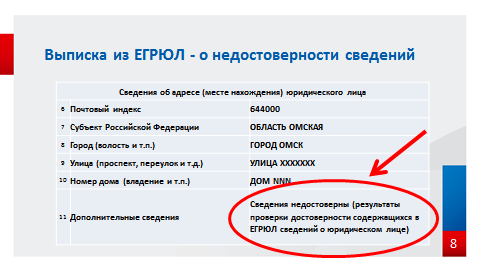 Выписка из ЕГРЮЛ - о недостоверности сведений
Сведения об адресе (месте нахождения) юридического лица
6 Почтовый индекс 644000
7 Субъект Российской Федерации ОБЛАСТЬ ОМСКАЯ
8 Город (волость и т.п.) ГОРОД ОМСК
9 Улица (проспект, переулок и т.д.) УЛИЦА XXXXXXX
10 Номер дома (владение и т.п.) ДОМ NNN
11 Дополнительные сведения
Сведения недостоверны (результаты
проверки достоверности содержащихся в
ЕГРЮЛ сведений о юридическом лице)
8